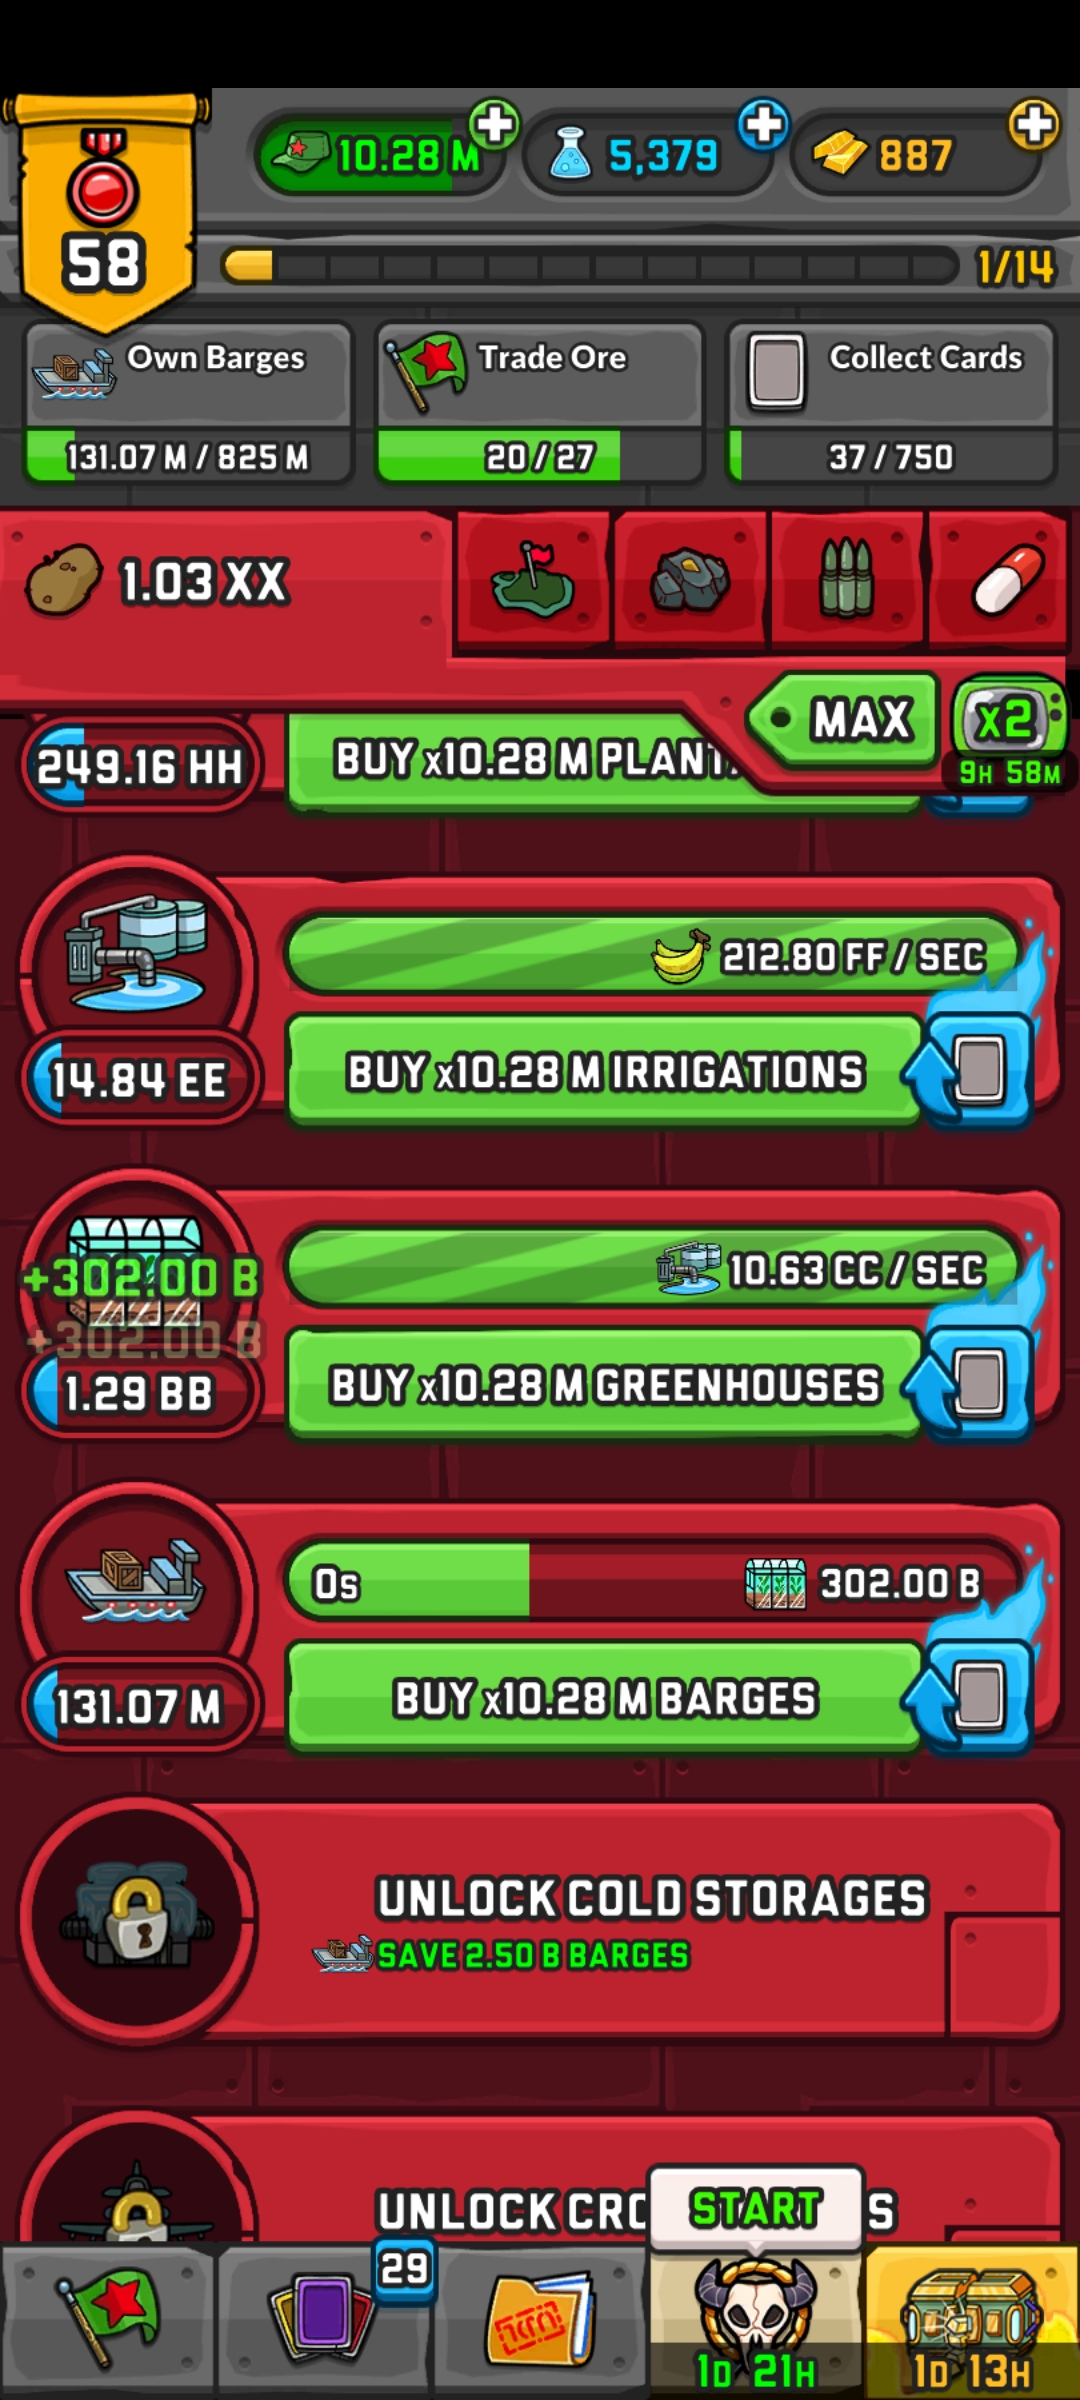 10.28 M
5,379
887
58
1/14
Own Barges
131.07 M / 825 M
Trade Ore
20 / 27
Collect Cards
37 / 750
1.03 XX
MAX
x2
9H 58M
249.16 HH
BUY x10.28 M
212.80 FF / SEC
14.84 EE
BUY x10.28 M IRRIGATIONS
+302.00 B
+302.00 B
10.63 CC / SEC
1.29 BB
BUY x10.28 M GREENHOUSES
0s
302.00 B
131.07 M
BUY x10.28 M BARGES
UNLOCK COLD STORAGES
SAVE 2.50 B BARGES
UNLOCK
START
29
1D 21H
1D 13H